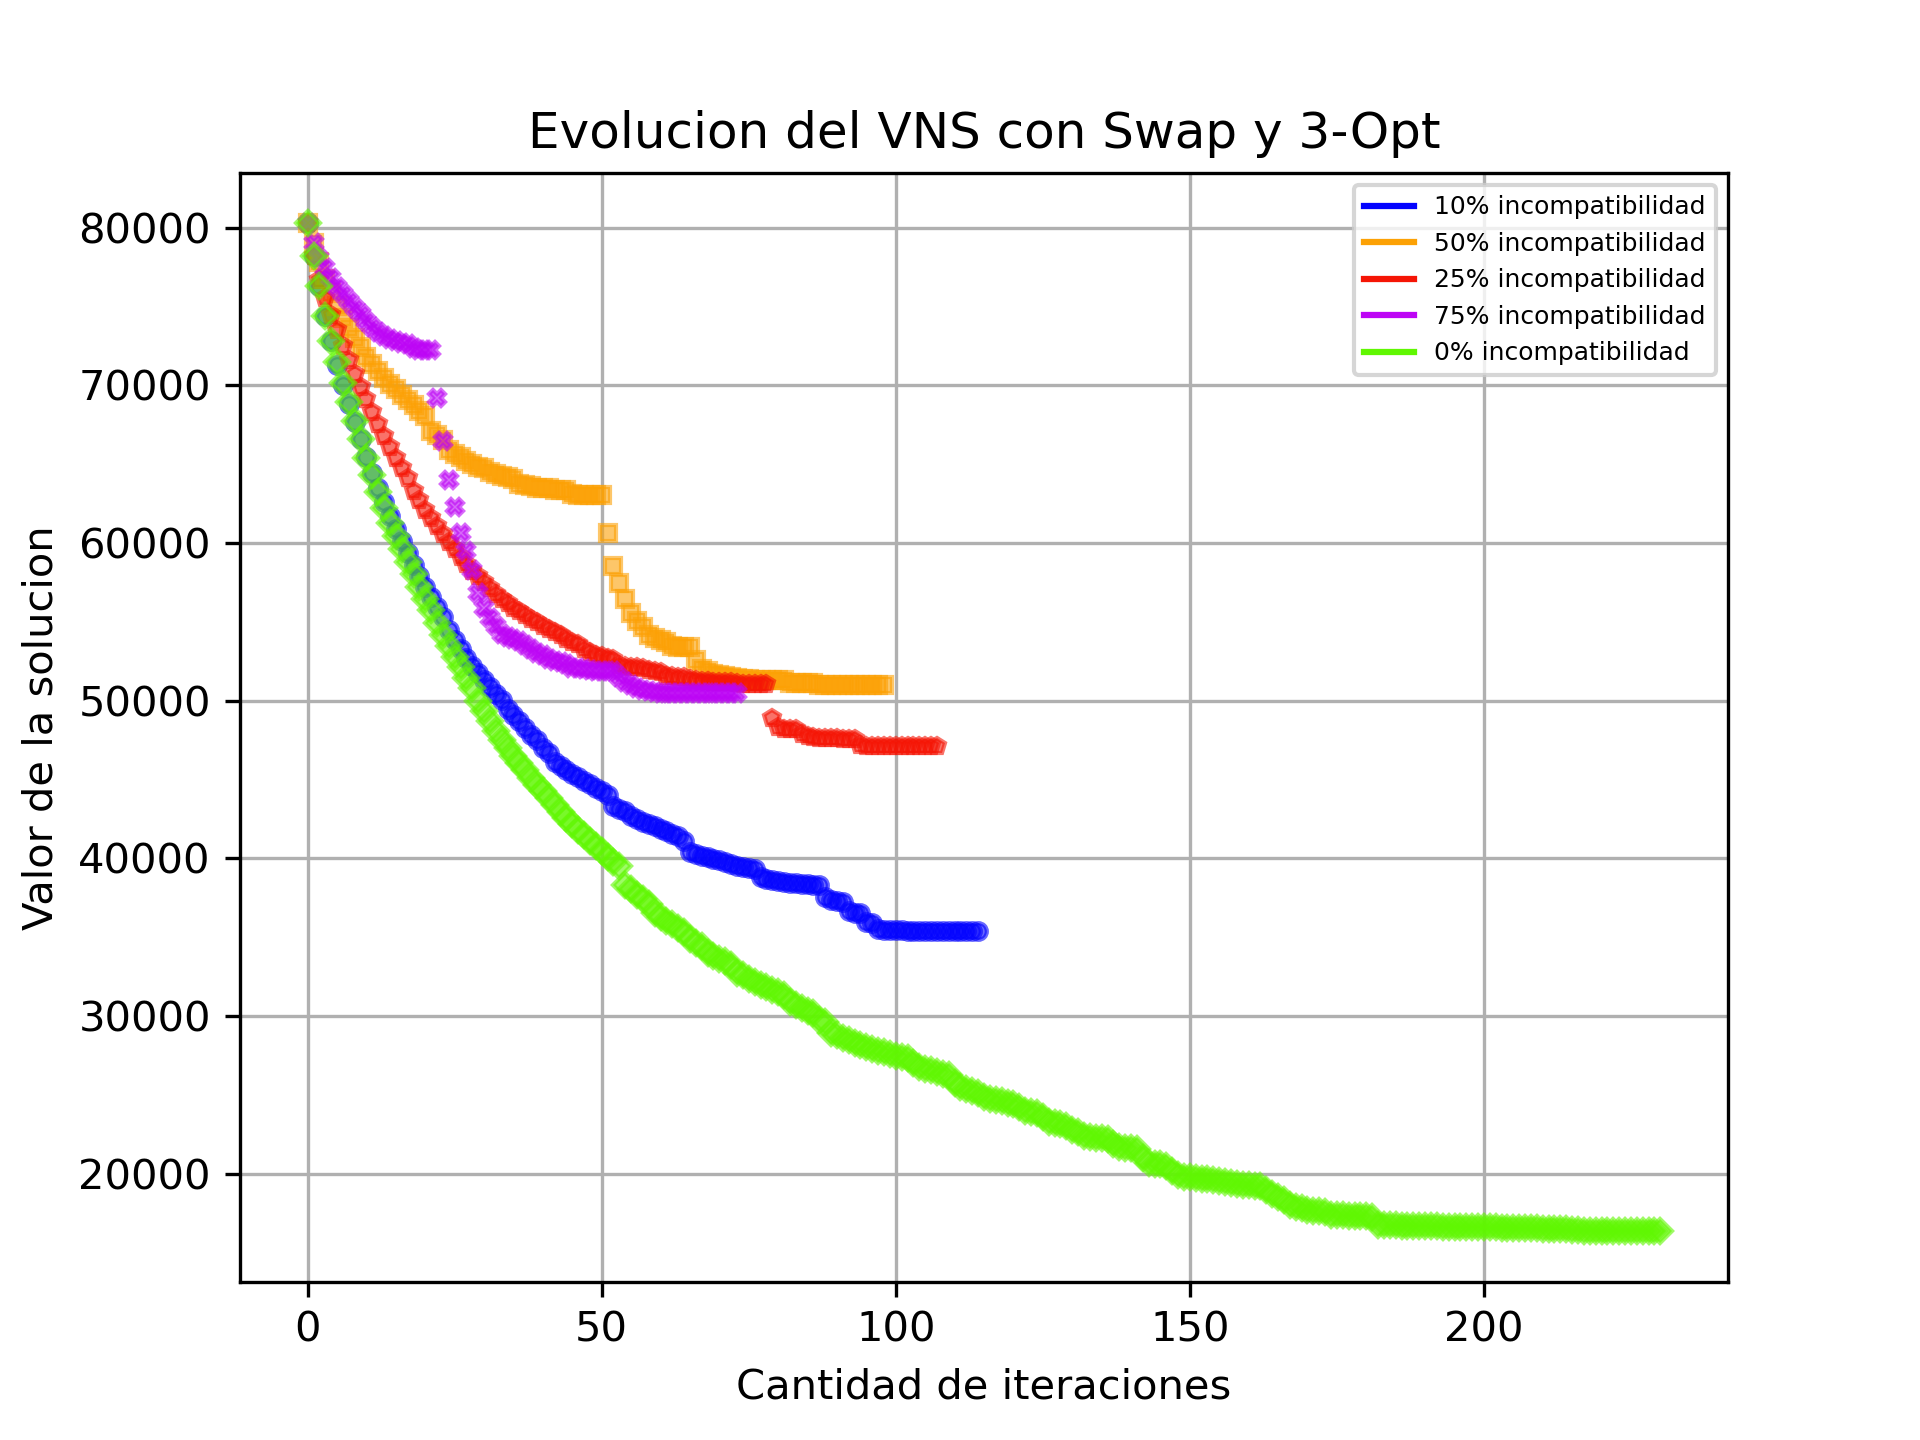 Evolucion del VNS con Swap y 3-Opt
10% incompatibilidad
50% incompatibilidad
25% incompatibilidad
75% incompatibilidad
0% incompatibilidad
Valor de la solucion
80000
70000
60000
50000
40000
30000
20000
0 50 100 150 200
Cantidad de iteraciones